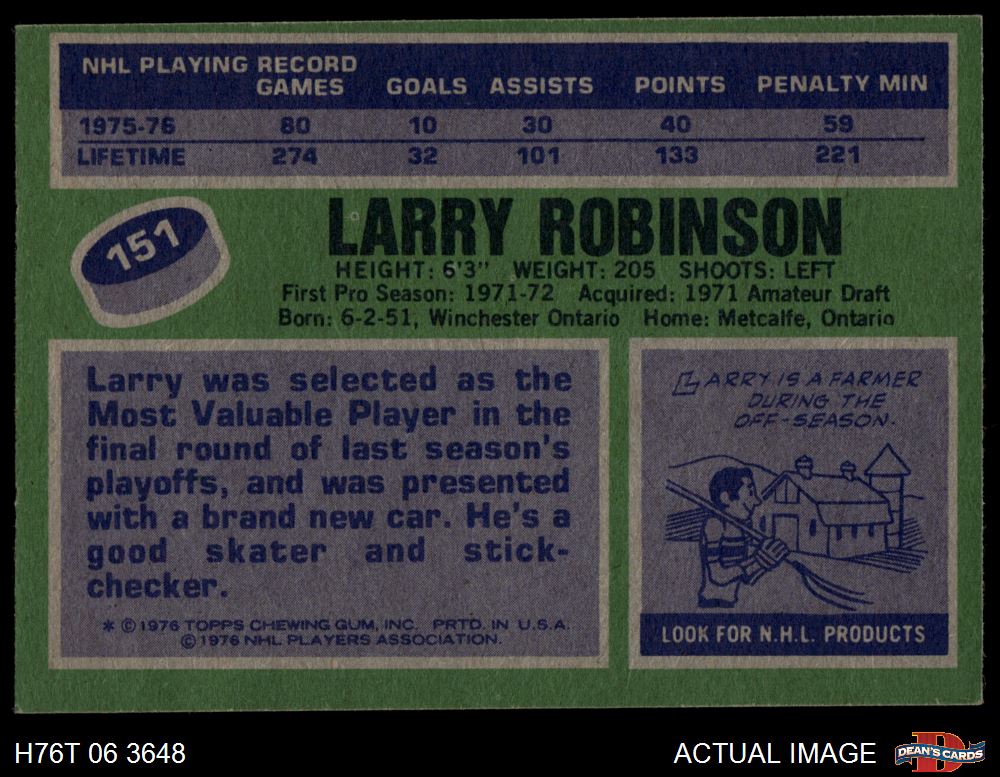 NHL PLAYING RECORD
GAMES GOALS ASSISTS POINTS PENALTY MIN
1975-76 80 10 30 40 59
LIFETIME 274 32 101 133 221
151
LARRY ROBINSON
HEIGHT: 6'3" WEIGHT: 205 SHOOTS: LEFT
First Pro Season: 1971-72 Acquired: 1971 Amateur Draft
Born: 6-2-51, Winchester Ontario Home: Metcalfe, Ontario
Larry was selected as the
Most Valuable Player in the
final round of last season's
playoffs, and was presented
with a brand new car. He's a
good skater and stick-
checker.
* © 1976 TOPPS CHEWING GUM, INC. PRTD. IN U.S.A.
© 1976 NHL PLAYERS ASSOCIATION.
LARRY IS A FARMER
DURING THE
OFF-SEASON.
LOOK FOR N.H.L. PRODUCTS
H76T 06 3648
ACTUAL IMAGE
D
DEAN'S CARDS